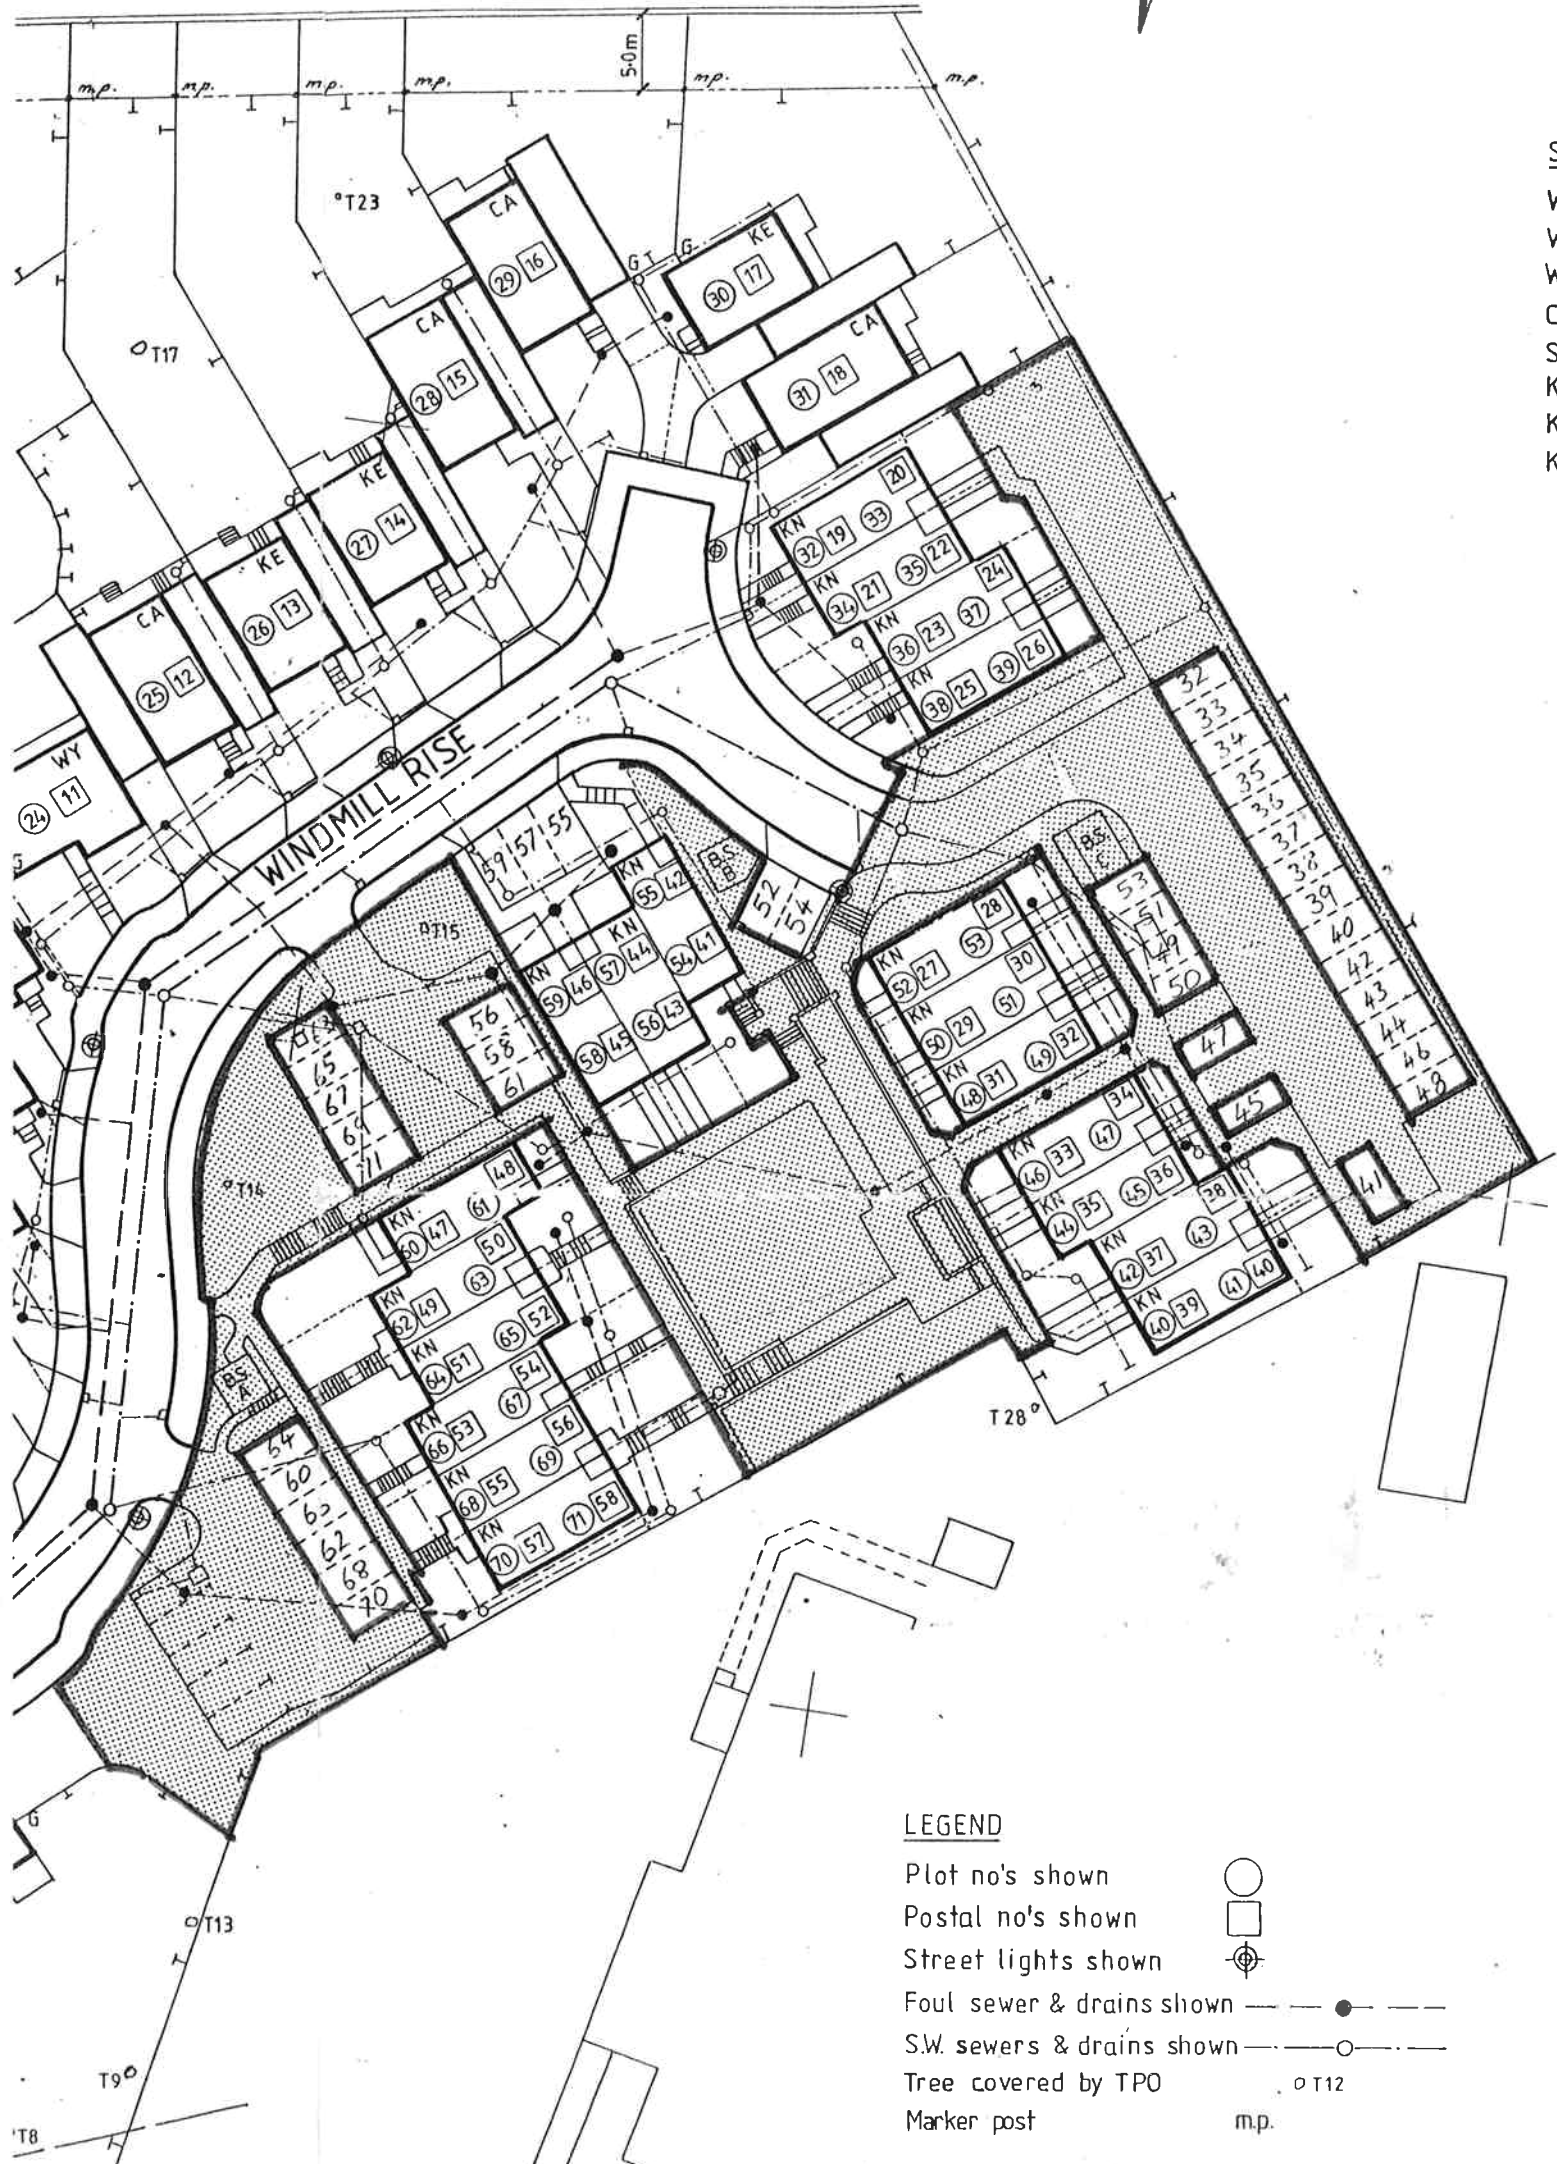 5·0m
m.p.
m.p.
m.p.
m.p.
m.p.
m.p.
T23
T17
CA
29 16
G T G
KE
30 17
CA
28 15
CA
31 18
KE
27 14
KE
26 13
CA
25 12
WY
24 11
G
WINDMILL RISE
20
KN
32 19 33
KN
34 21 35 22
24
KN
36 23 37
KN
38 25 39 26
32
33
34
35
36
37
38
39
40
42
43
44
46
48
59 57 55
KN
55 42
B.S. B
52
54
KN
57 44
54 41
KN
59 46
58 45 56 43
T15
56
58
61
65
67
69
71
T14
B.S. C
53
51
49
50
47
45
41
28
KN
52 27 53
30
KN
50 29 51
KN
48 31 49 32
34
KN
46 33 47
KN
44 35 45 36
38
KN
42 37 43
KN
40 39 41 40
48
KN
60 47 61
50
KN
62 49 63
KN
64 51 65 52
54
KN
66 53 67
56
KN
68 55 69
KN
70 57 71 58
B.S. A
64
60
62
68
70
T28
G
T13
T9
T8
LEGEND
Plot no's shown
Postal no's shown
Street lights shown
Foul sewer & drains shown
S.W. sewers & drains shown
Tree covered by TPO T12
Marker post m.p.